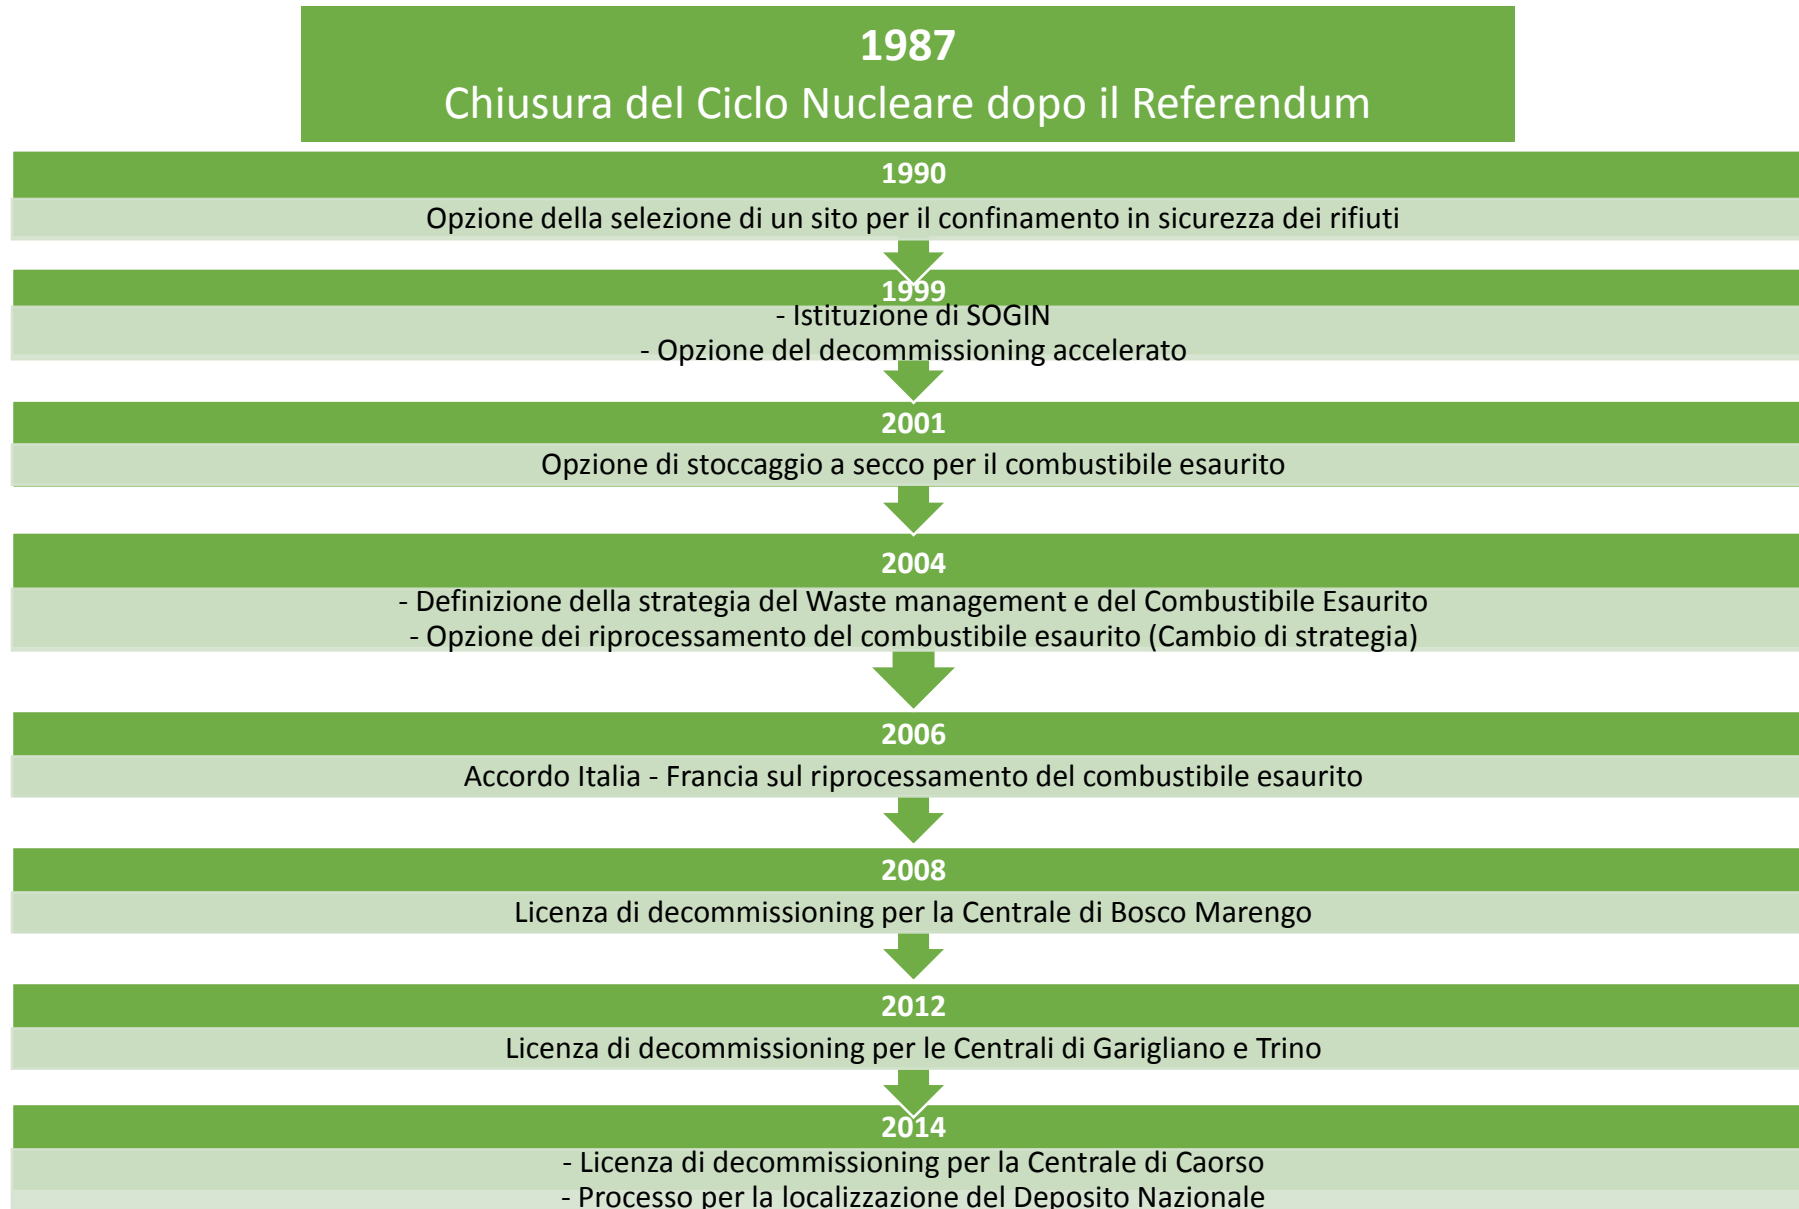 1987
Chiusura del Ciclo Nucleare dopo il Referendum
1990
Opzione della selezione di un sito per il confinamento in sicurezza dei rifiuti
1999
- Istituzione di SOGIN
- Opzione del decommissioning accelerato
2001
Opzione di stoccaggio a secco per il combustibile esaurito
2004
- Definizione della strategia del Waste management e del Combustibile Esaurito
- Opzione dei riprocessamento del combustibile esaurito (Cambio di strategia)
2006
Accordo Italia - Francia sul riprocessamento del combustibile esaurito
2008
Licenza di decommissioning per la Centrale di Bosco Marengo
2012
Licenza di decommissioning per le Centrali di Garigliano e Trino
2014
- Licenza di decommissioning per la Centrale di Caorso
- Processo per la localizzazione del Deposito Nazionale